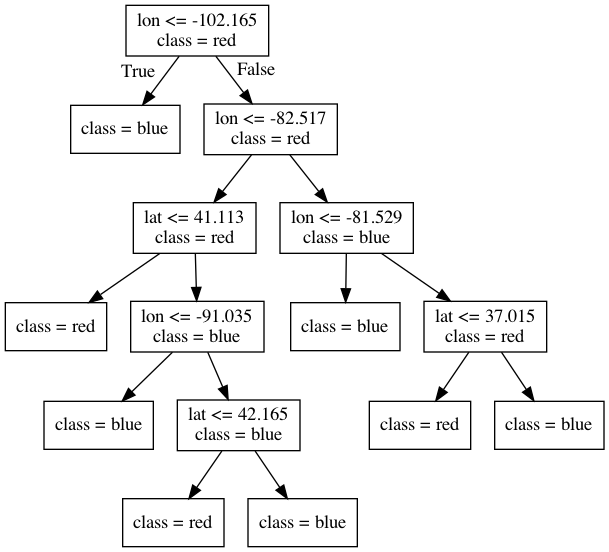 lon <= -102.165
class = red
True
False
class = blue
lon <= -82.517
class = red
lat <= 41.113
class = red
lon <= -81.529
class = blue
class = red
lon <= -91.035
class = blue
class = blue
lat <= 37.015
class = red
class = blue
lat <= 42.165
class = blue
class = red
class = blue
class = red
class = blue